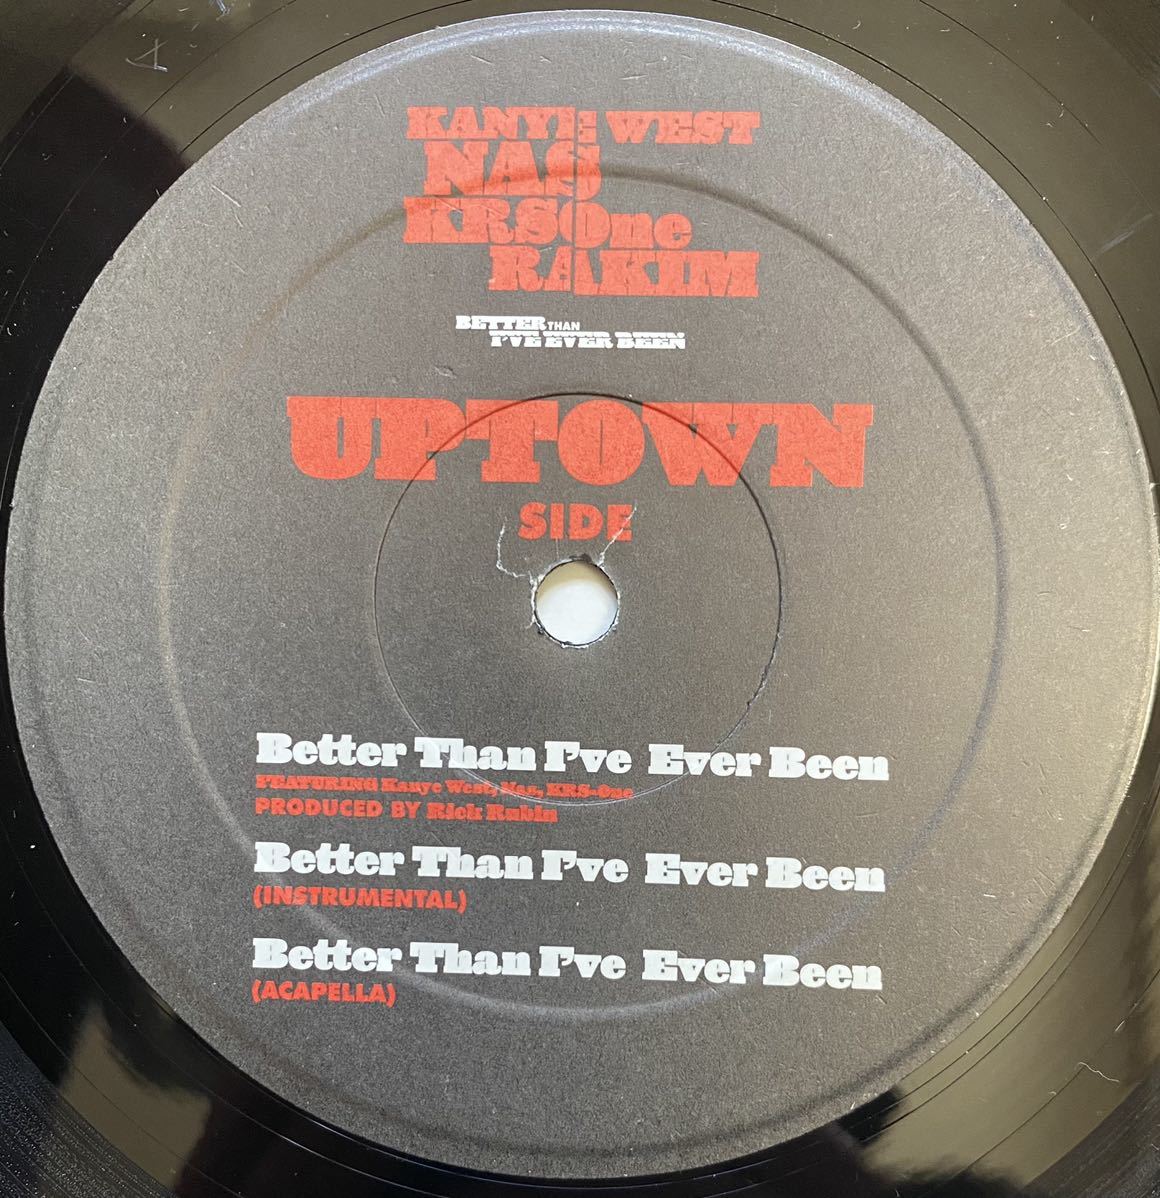 KANYE WEST
NAS
KRSOne
RAKIM
BETTER THAN
I'VE EVER BEEN
UPTOWN
SIDE
Better Than I've Ever Been
FEATURING Kanye West, Nas, KRS-One
PRODUCED BY Rick Rubin
Better Than I've Ever Been
(INSTRUMENTAL)
Better Than I've Ever Been
(ACAPELLA)